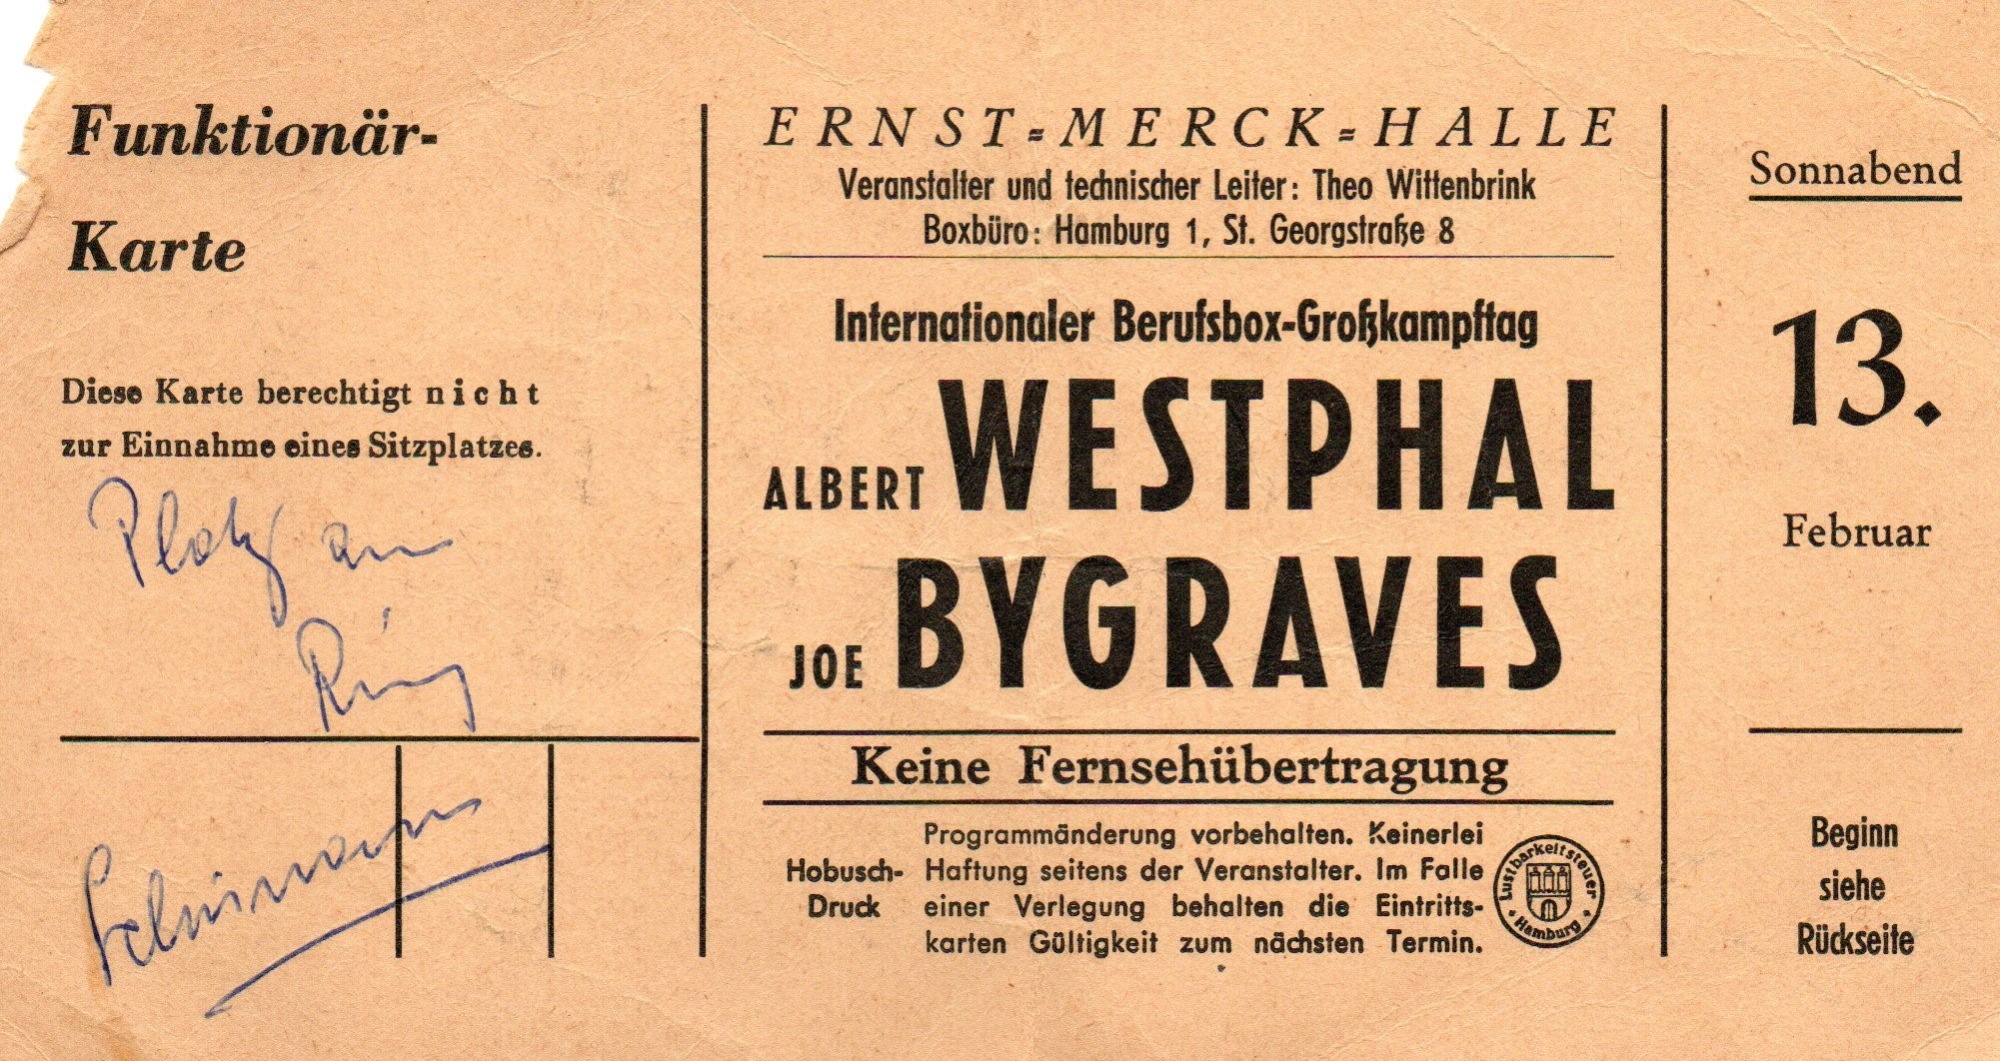 Funktionär-
Karte
Diese Karte berechtigt nicht
zur Einnahme eines Sitzplatzes.
Platz am
Ring
ERNST=MERCK=HALLE
Veranstalter und technischer Leiter: Theo Wittenbrink
Boxbüro: Hamburg 1, St. Georgstraße 8
Internationaler Berufsbox-Großkampftag
ALBERT WESTPHAL
JOE BYGRAVES
Keine Fernsehübertragung
Hobusch-
Druck
Programmänderung vorbehalten. Keinerlei
Haftung seitens der Veranstalter. Im Falle
einer Verlegung behalten die Eintritts-
karten Gültigkeit zum nächsten Termin.
Lustbarkeitsteuer
Hamburg
Sonnabend
13.
Februar
Beginn
siehe
Rückseite